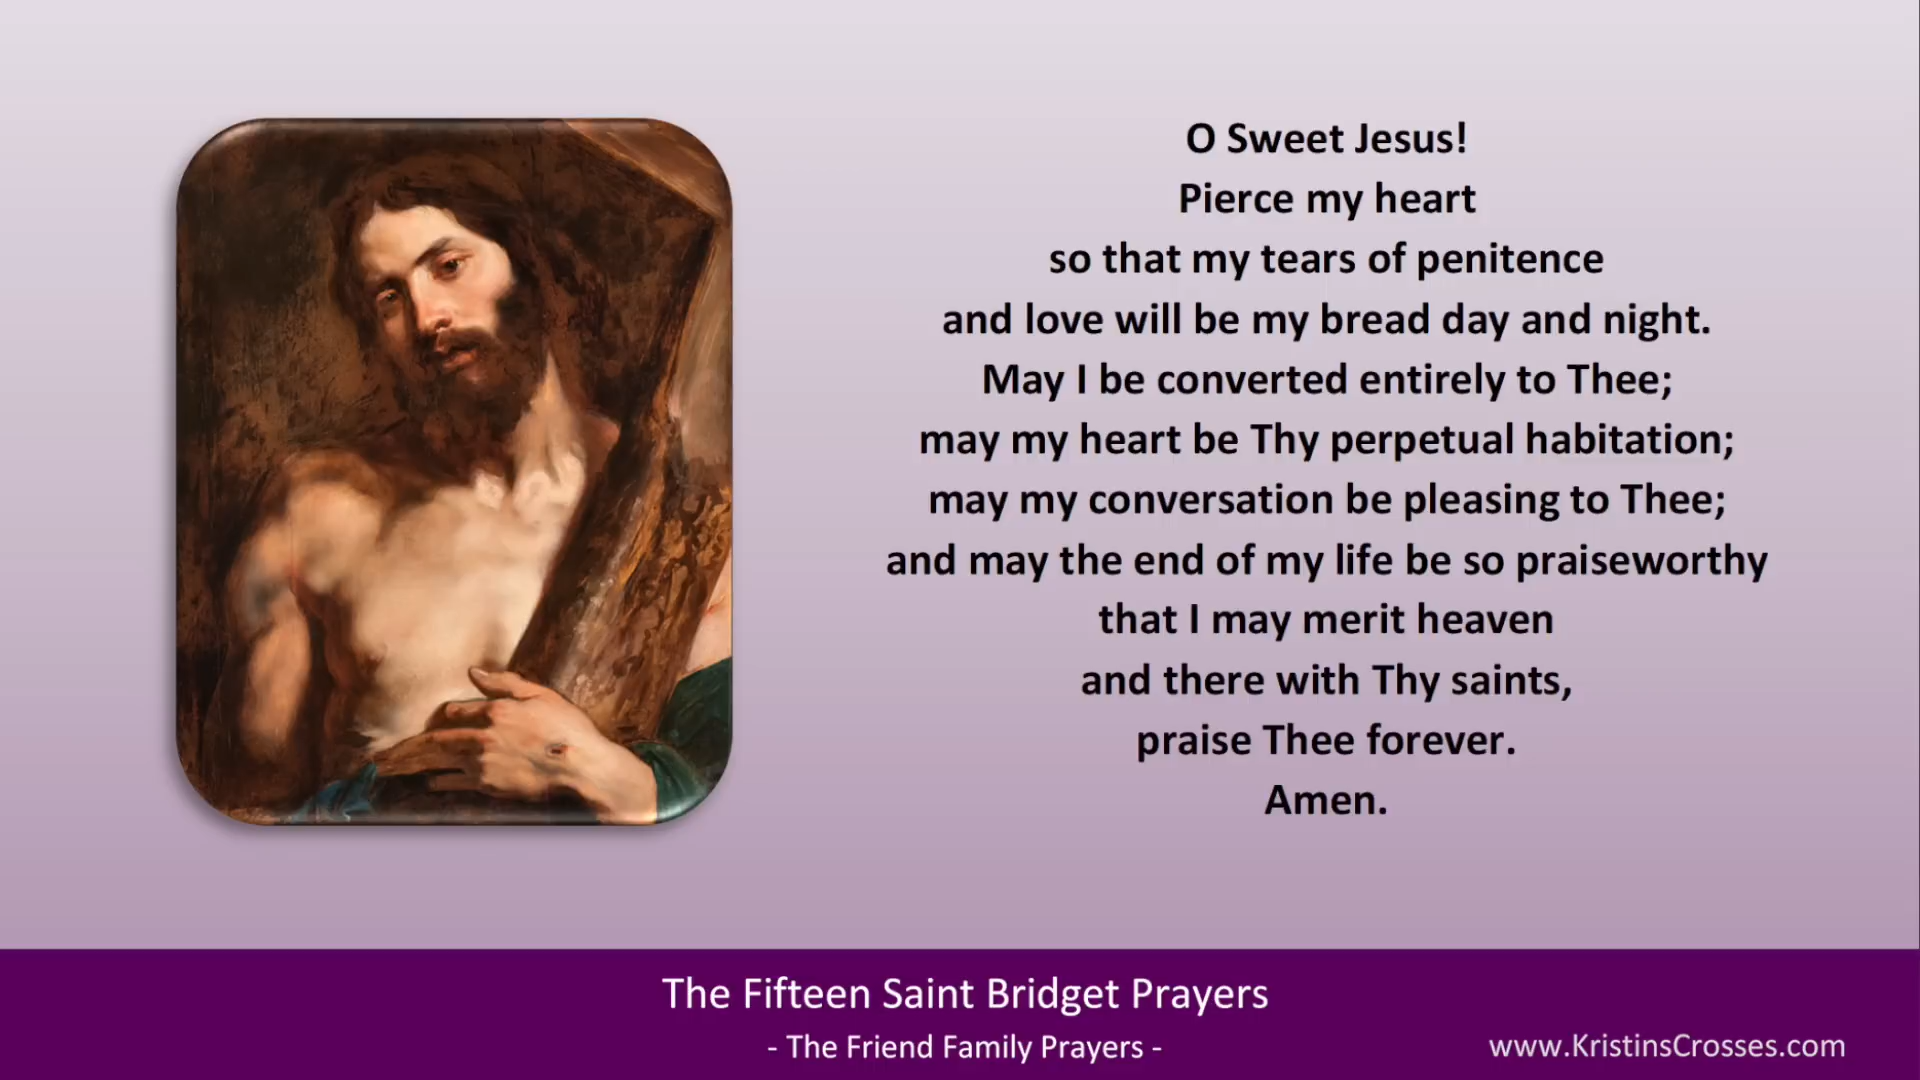 O Sweet Jesus!
Pierce my heart
so that my tears of penitence
and love will be my bread day and night.
May I be converted entirely to Thee;
may my heart be Thy perpetual habitation;
may my conversation be pleasing to Thee;
and may the end of my life be so praiseworthy
that I may merit heaven
and there with Thy saints,
praise Thee forever.
Amen.
The Fifteen Saint Bridget Prayers
- The Friend Family Prayers -
www.KristinsCrosses.com